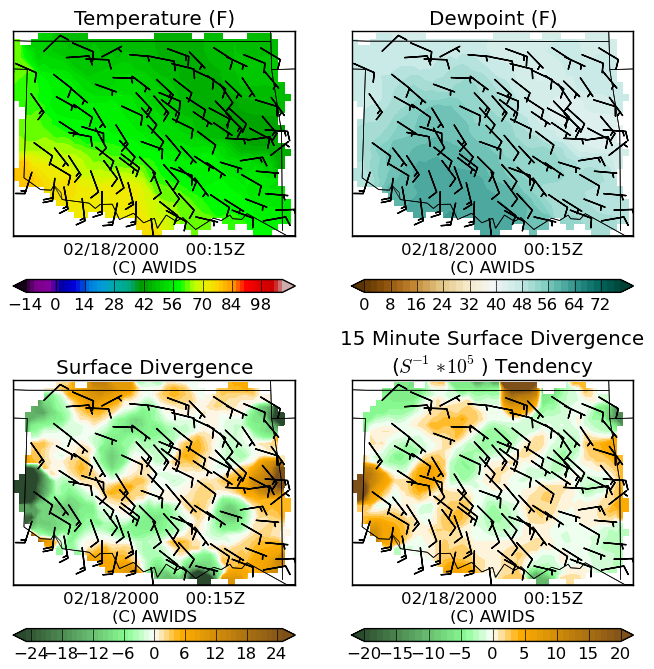 Temperature (F)
Dewpoint (F)
02/18/2000 00:15Z
(C) AWIDS
02/18/2000 00:15Z
(C) AWIDS
−14 0 14 28 42 56 70 84 98
0 8 16 24 32 40 48 56 64 72
Surface Divergence
15 Minute Surface Divergence
(S⁻¹ *10⁵ ) Tendency
02/18/2000 00:15Z
(C) AWIDS
02/18/2000 00:15Z
(C) AWIDS
−24 −18 −12 −6 0 6 12 18 24
−20 −15 −10 −5 0 5 10 15 20